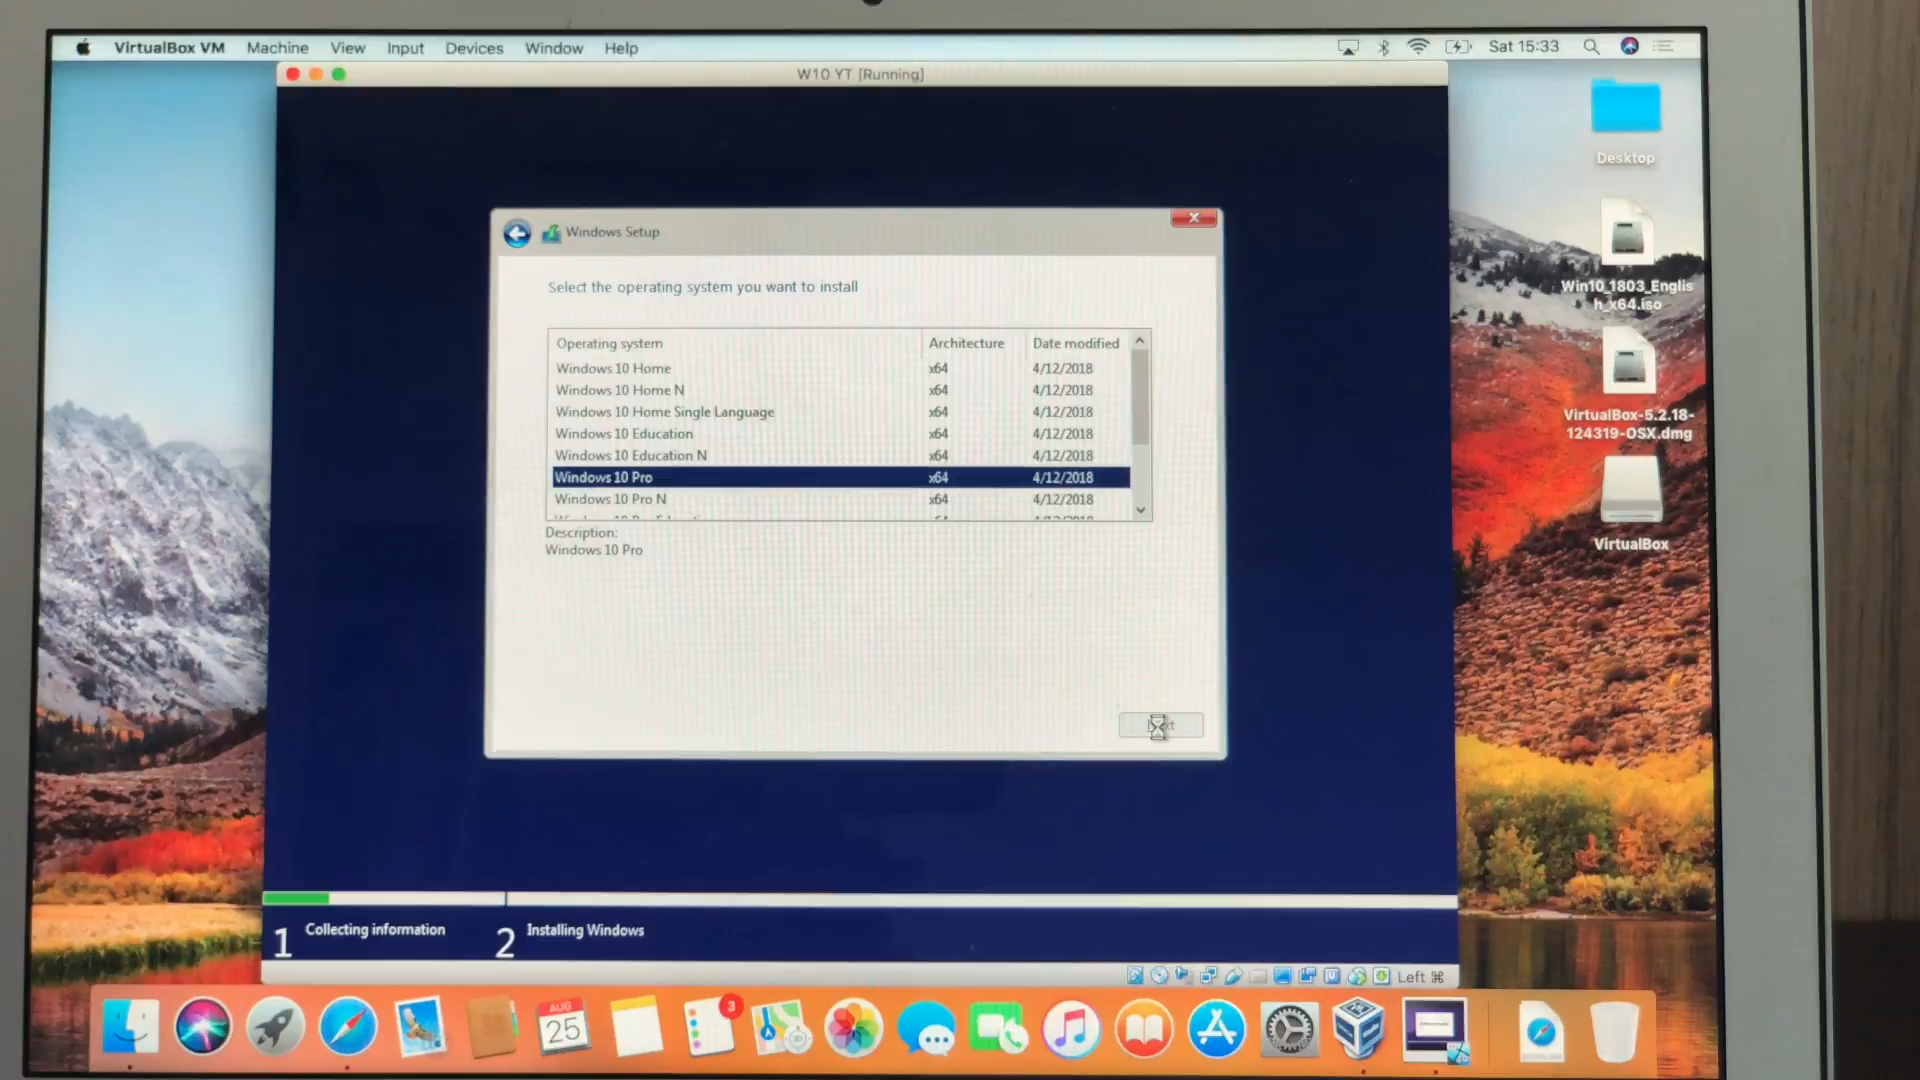 VirtualBox VM Machine View Input Devices Window Help Sat 15:33
W10 YT [Running]
Desktop
Win10_1803_Englis
h_x64.iso
VirtualBox-5.2.18-
124319-OSX.dmg
VirtualBox
Windows Setup
Select the operating system you want to install
Operating system Architecture Date modified
Windows 10 Home x64 4/12/2018
Windows 10 Home N x64 4/12/2018
Windows 10 Home Single Language x64 4/12/2018
Windows 10 Education x64 4/12/2018
Windows 10 Education N x64 4/12/2018
Windows 10 Pro x64 4/12/2018
Windows 10 Pro N x64 4/12/2018
Description:
Windows 10 Pro
1 Collecting information
2 Installing Windows
Left ⌘
AUG
25
3